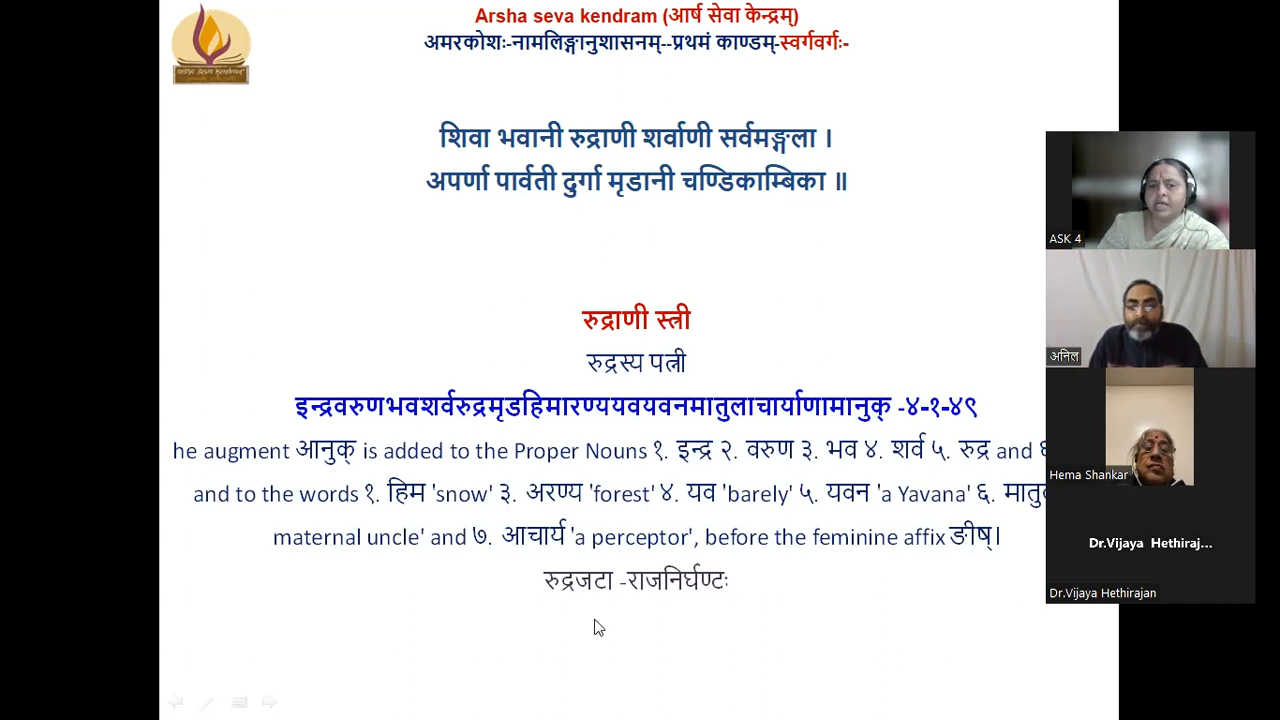 Arsha seva kendram (आर्ष सेवा केन्द्रम्)
अमरकोशः-नामलिङ्गानुशासनम्--प्रथमं काण्डम्-स्वर्गवर्गः-
शिवा भवानी रुद्राणी शर्वाणी सर्वमङ्गला ।
अपर्णा पार्वती दुर्गा मृडानी चण्डिकाम्बिका ॥
रुद्राणी स्त्री
रुद्रस्य पत्नी
इन्द्रवरुणभवशर्वरुद्रमृडहिमारण्ययवयवनमातुलाचार्याणामानुक् -४-१-४९
he augment आनुक् is added to the Proper Nouns १. इन्द्र २. वरुण ३. भव ४. शर्व ५. रुद्र and
and to the words १. हिम 'snow' ३. अरण्य 'forest' ४. यव 'barely' ५. यवन 'a Yavana' ६.
maternal uncle' and ७. आचार्य 'a perceptor', before the feminine affix ङीष्।
रुद्रजटा -राजनिर्घण्टः
ASK 4
अनिल
Hema Shankar
Dr.Vijaya Hethiraj...
Dr.Vijaya Hethirajan